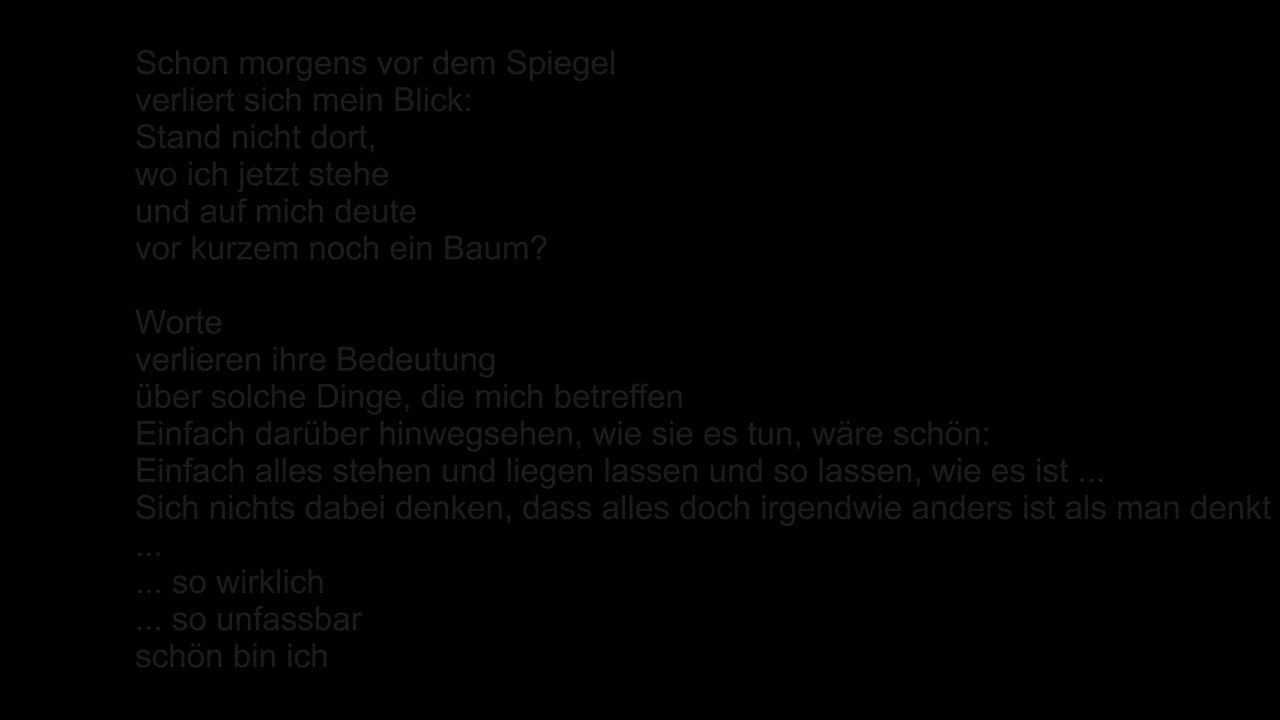 Schon morgens vor dem Spiegel
verliert sich mein Blick:
Stand nicht dort,
wo ich jetzt stehe
und auf mich deute
vor kurzem noch ein Baum?

Worte
verlieren ihre Bedeutung
über solche Dinge, die mich betreffen
Einfach darüber hinwegsehen, wie sie es tun, wäre schön:
Einfach alles stehen und liegen lassen und so lassen, wie es ist ...
Sich nichts dabei denken, dass alles doch irgendwie anders ist als man denkt
...
... so wirklich
... so unfassbar
schön bin ich